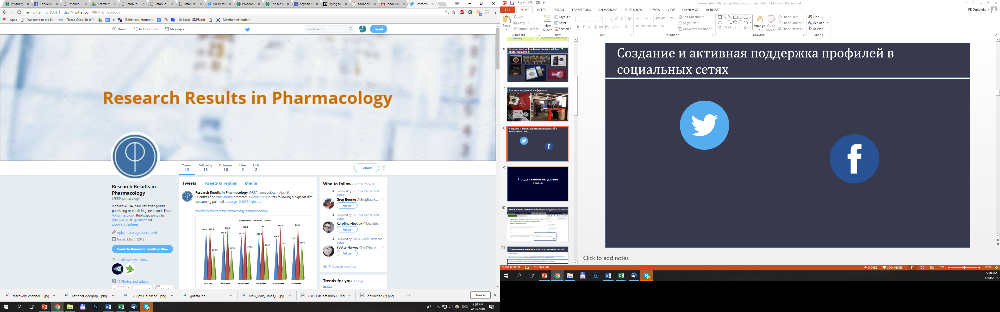 PhytoKey
ZooKeys
Infohub
Search re
Infohub
Infohub
Infohub
(5) Twitte
PhytoKey
The hidde
Seyhan m
Trying to
zoobank
Inbox (3)
Research
Twitter, Inc. [US] | https://twitter.com/RRPharmacology
Apps
Welcome to the Euro
Please Check Back T
d
Exhibitors Informatic
PS
10_Steps_GDPR.pdf
Member Institutions
Home
Notifications
Messages
Search Twitter
Tweet
Research Results in Pharmacology
Tweets
13
Following
13
Followers
10
Likes
2
Lists
2
Follow
Research Results in
Pharmacology
@RRPharmacology
Innovative, OA, peer-reviewed journal
publishing research in general and clinical
#pharmacology. Published jointly by
@niu_belgu & @Pensoft via
@ARPHAplatform.
rrpharmacology.pensoft.net
Joined March 2018
Tweet to Research Results in Ph···
2 Followers you know
11 Photos and videos
Tweets
Tweets & replies
Media
Research Results in Pharmacology @RRPharmacology · Apr 16
Scientists find #melatonin promotes #WeightLoss in rats following a high-fat diet
consuming palm oil: doi.org/10.3897/rrphar...
#WeightWatchers #pharmacology #endocrinology
Experiment Control Intact
267.5 271.7 156.7
255.8 276.7 165.8
247.5 280.8 175.1
240.8 285.1 183.3
229.2 290.1 191.7
220.1 293.3 198.3
First day
First week
Second week
Third week
Fourth week
Fifth week
Who to follow · Refresh · View all
Followed by Dr. Chris Martine and
others
Greg Bourke @GregBourk...
Follow
Followed by Dr. Chris Martine and
others
Karolina Heyduk @kheyduk
Follow
Followed by JSTOR Global Plants and
others
Yvette Harvey @WSYherb...
Follow
Find people you know
Trends for you · Change
#teen
discovery-channel-....jpg
national-geograp....png
1200px-Deutsche....png
gazeta.jpg
New_York_Times_l....jpg
83c213b7acf3bd59....jpg
download (2).png
Show all
ENG
5:30 PM
4/18/2018
Presentation_Marketing_Moscow.pptx [Read-Only] - Microsoft PowerPoint
FILE
HOME
INSERT
DESIGN
TRANSITIONS
ANIMATIONS
SLIDE SHOW
REVIEW
VIEW
EndNote X8
ACROBAT
PR Otplovdiv
Paste
Cut
Copy
Format Painter
Clipboard
New
Slide
Layout
Reset
Section
Slides
13+
Font
Text Direction
Align Text
Convert to SmartArt
Paragraph
Arrange
Quick
Styles
Shape Fill
Shape Outline
Shape Effects
Drawing
Find
Replace
Select
Editing
Advocacy
6
Развитие бранда: brochures, banners, stickers, T-
shirts, you name it
7
Участие в актуальной конференции
8
Создание и активная поддержка профилей в
социальных сетях
9
Продвижение на уровне
статьи
10
The absolute minimum: Функция «поделиться» статьей
11
The absolute minimum: благодарственные письма
Создание и активная поддержка профилей в
социальных сетях
Click to add notes
SLIDE 8 OF 31
BULGARIAN
NOTES
COMMENTS
110%
5:30 PM
4/18/2018